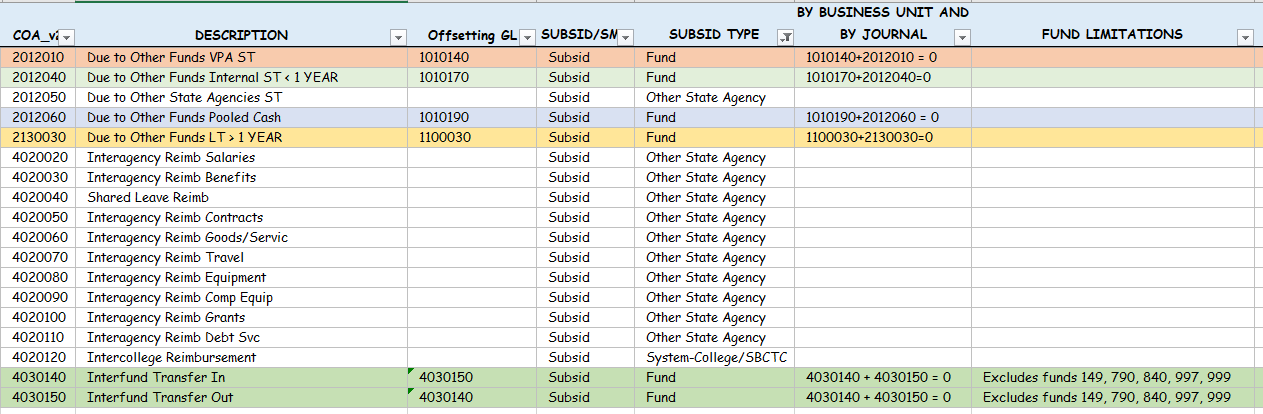 BY BUSINESS UNIT AND
COA_v2 DESCRIPTION Offsetting GL SUBSID/SM SUBSID TYPE BY JOURNAL FUND LIMITATIONS
2012010 Due to Other Funds VPA ST 1010140 Subsid Fund 1010140+2012010 = 0
2012040 Due to Other Funds Internal ST < 1 YEAR 1010170 Subsid Fund 1010170+2012040=0
2012050 Due to Other State Agencies ST Subsid Other State Agency
2012060 Due to Other Funds Pooled Cash 1010190 Subsid Fund 1010190+2012060 = 0
2130030 Due to Other Funds LT > 1 YEAR 1100030 Subsid Fund 1100030+2130030=0
4020020 Interagency Reimb Salaries Subsid Other State Agency
4020030 Interagency Reimb Benefits Subsid Other State Agency
4020040 Shared Leave Reimb Subsid Other State Agency
4020050 Interagency Reimb Contracts Subsid Other State Agency
4020060 Interagency Reimb Goods/Servic Subsid Other State Agency
4020070 Interagency Reimb Travel Subsid Other State Agency
4020080 Interagency Reimb Equipment Subsid Other State Agency
4020090 Interagency Reimb Comp Equip Subsid Other State Agency
4020100 Interagency Reimb Grants Subsid Other State Agency
4020110 Interagency Reimb Debt Svc Subsid Other State Agency
4020120 Intercollege Reimbursement Subsid System-College/SBCTC
4030140 Interfund Transfer In 4030150 Subsid Fund 4030140 + 4030150 = 0 Excludes funds 149, 790, 840, 997, 999
4030150 Interfund Transfer Out 4030140 Subsid Fund 4030140 + 4030150 = 0 Excludes funds 149, 790, 840, 997, 999